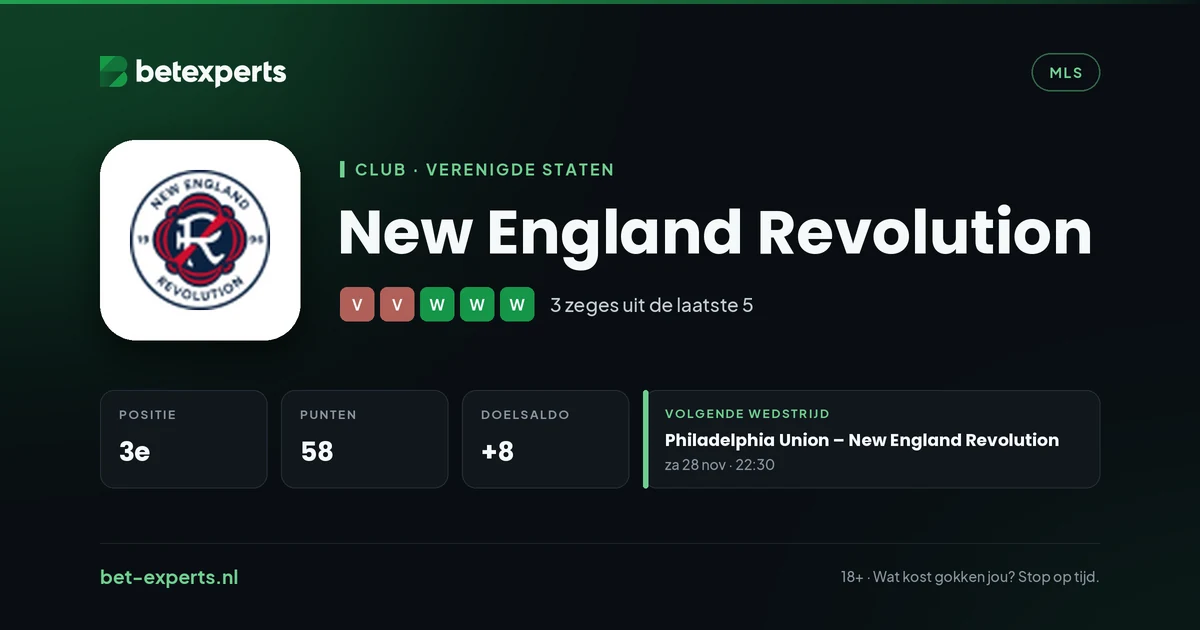 betexperts
MLS
NEW ENGLAND
19 96
REVOLUTION
CLUB · VERENIGDE STATEN
New England Revolution
V V W W W 3 zeges uit de laatste 5
POSITIE
3e
PUNTEN
58
DOELSALDO
+8
VOLGENDE WEDSTRIJD
Philadelphia Union – New England Revolution
za 28 nov · 22:30
bet-experts.nl
18+ · Wat kost gokken jou? Stop op tijd.